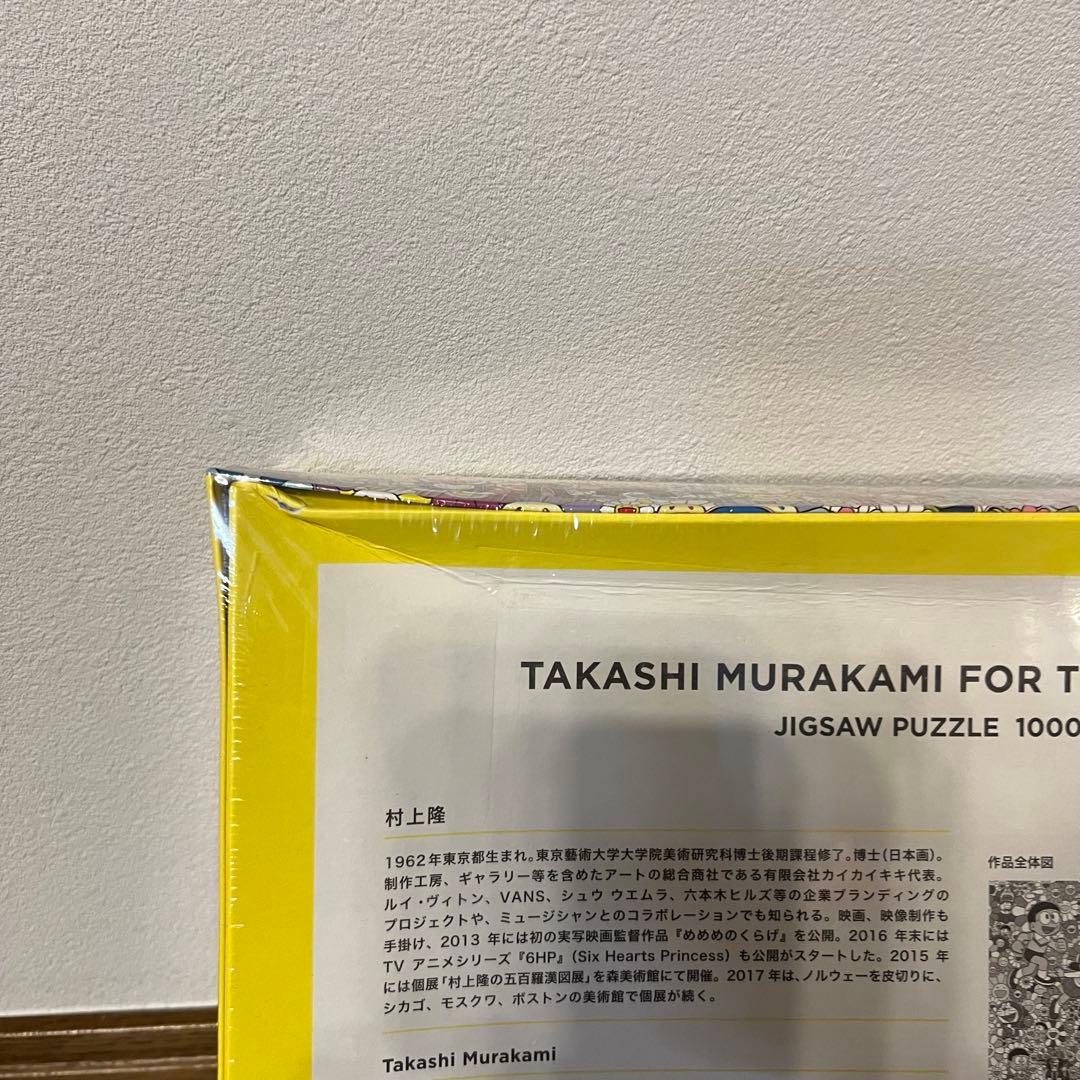 TAKASHI MURAKAMI FOR T
JIGSAW PUZZLE 1000
村上隆
1962年東京都生まれ。東京藝術大学大学院美術研究科博士後期課程修了。博士(日本画)。
制作工房、ギャラリー等を含めたアートの総合商社である有限会社カイカイキキ代表。
ルイ・ヴィトン、VANS、シュウ ウエムラ、六本木ヒルズ等の企業ブランディングの
プロジェクトや、ミュージシャンとのコラボレーションでも知られる。映画、映像制作も
手掛け、2013 年には初の実写映画監督作品『めめめのくらげ』を公開。2016 年末には
TV アニメシリーズ『6HP』(Six Hearts Princess) も公開がスタートした。2015 年
には個展「村上隆の五百羅漢図展」を森美術館にて開催。2017年は、ノルウェーを皮切りに、
シカゴ、モスクワ、ボストンの美術館で個展が続く。
作品全体図
Takashi Murakami